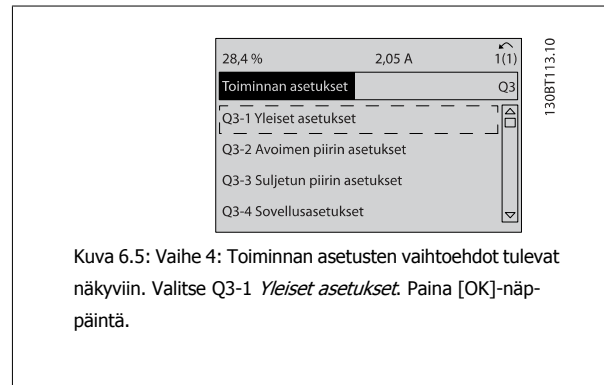 28,4 % 2,05 A 1(1)
Toiminnan asetukset Q3
Q3-1 Yleiset asetukset
Q3-2 Avoimen piirin asetukset
Q3-3 Suljetun piirin asetukset
Q3-4 Sovellusasetukset
130BT113.10
Kuva 6.5: Vaihe 4: Toiminnan asetusten vaihtoehdot tulevat
näkyviin. Valitse Q3-1 Yleiset asetukset. Paina [OK]-näp-
päintä.